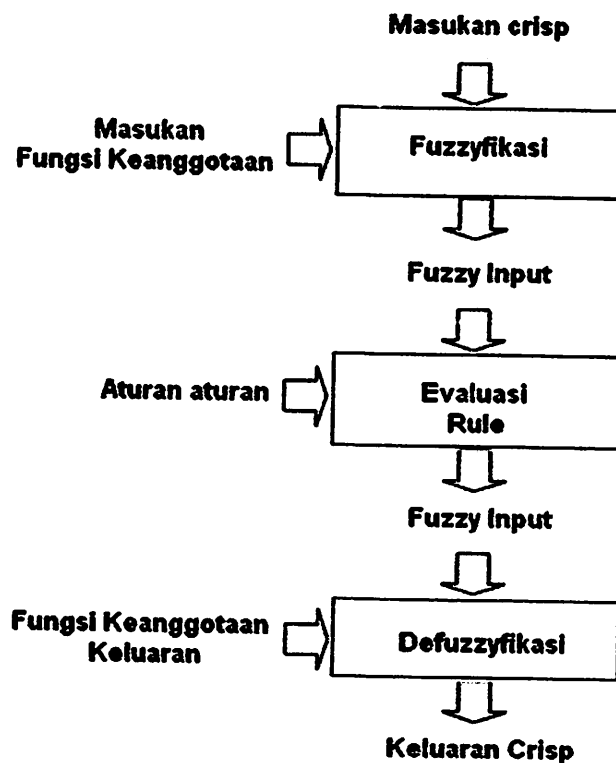 Masukan crisp
Masukan
Fungsi Keanggotaan
Fuzzyfikasi
Fuzzy Input
Aturan aturan
Evaluasi
Rule
Fuzzy Input
Fungsi Keanggotaan
Keluaran
Defuzzyfikasi
Keluaran Crisp